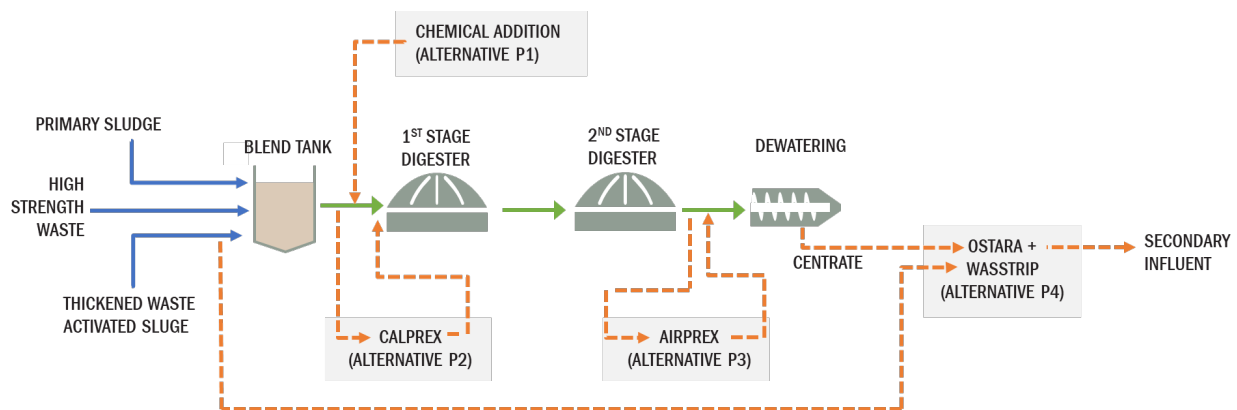 CHEMICAL ADDITION
(ALTERNATIVE P1)
PRIMARY SLUDGE
BLEND TANK
1ST STAGE
DIGESTER
2ND STAGE
DIGESTER
DEWATERING
HIGH
STRENGTH
WASTE
THICKENED WASTE
ACTIVATED SLUGE
CENTRATE
OSTARA +
WASSTRIP
(ALTERNATIVE P4)
SECONDARY
INFLUENT
CALPREX
(ALTERNATIVE P2)
AIRPREX
(ALTERNATIVE P3)